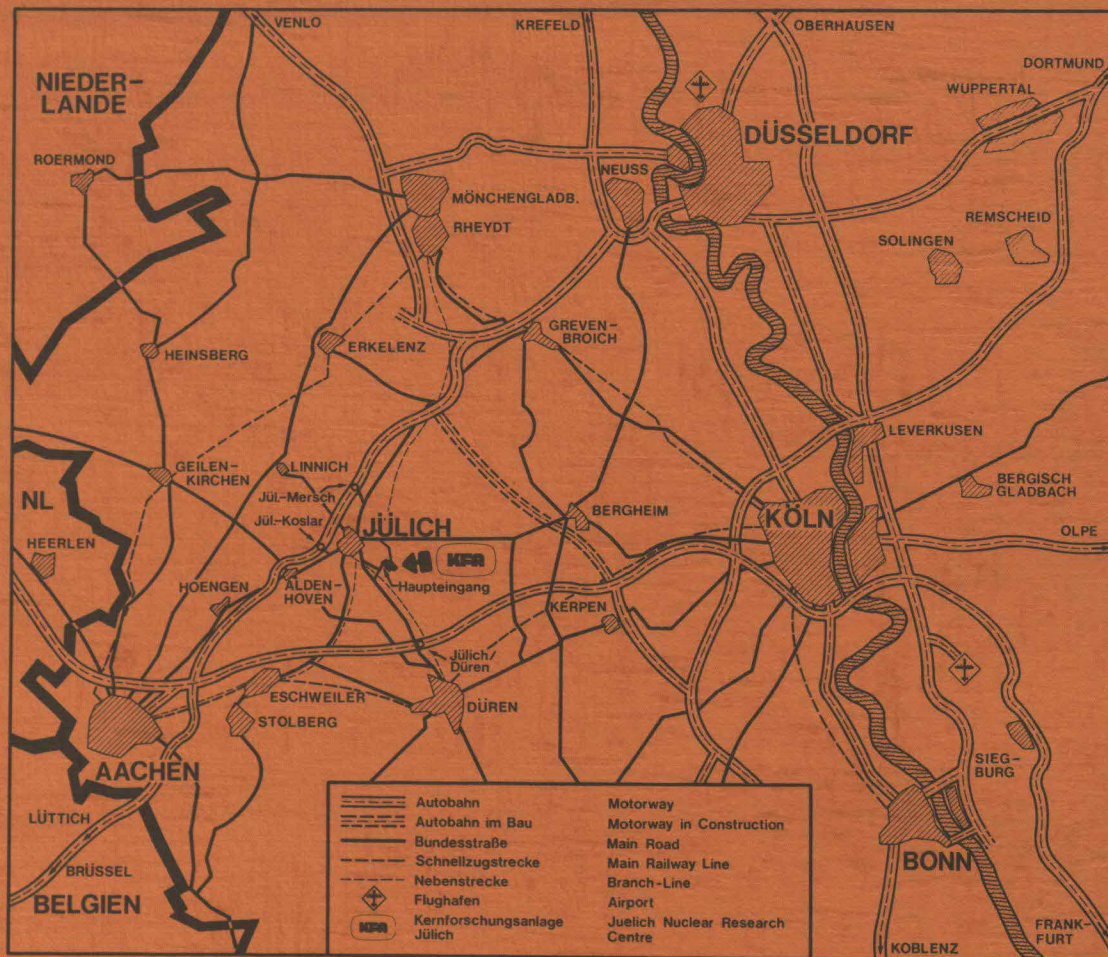 VENLO
KREFELD
OBERHAUSEN
DORTMUND
NIEDER-
LANDE
WUPPERTAL
DÜSSELDORF
ROERMOND
NEUSS
MÖNCHENGLADB.
RHEYDT
REMSCHEID
SOLINGEN
GREVEN-
BROICH
HEINSBERG
ERKELENZ
LEVERKUSEN
GEILEN-
KIRCHEN
LINNICH
Jül.-Mersch
BERGISCH
GLADBACH
NL
Jül.-Koslar
JÜLICH
BERGHEIM
KÖLN
OLPE
HEERLEN
KFA
HOENGEN
ALDEN-
HOVEN
Haupteingang
KERPEN
Jülich/
Düren
ESCHWEILER
DÜREN
STOLBERG
AACHEN
SIEG-
BURG
LÜTTICH
BRÜSSEL
BELGIEN
BONN
KOBLENZ
FRANK-
FURT
Autobahn Motorway
Autobahn im Bau Motorway in Construction
Bundesstraße Main Road
Schnellzugstrecke Main Railway Line
Nebenstrecke Branch-Line
Flughafen Airport
KFA Kernforschungsanlage Juelich Nuclear Research
Jülich Centre